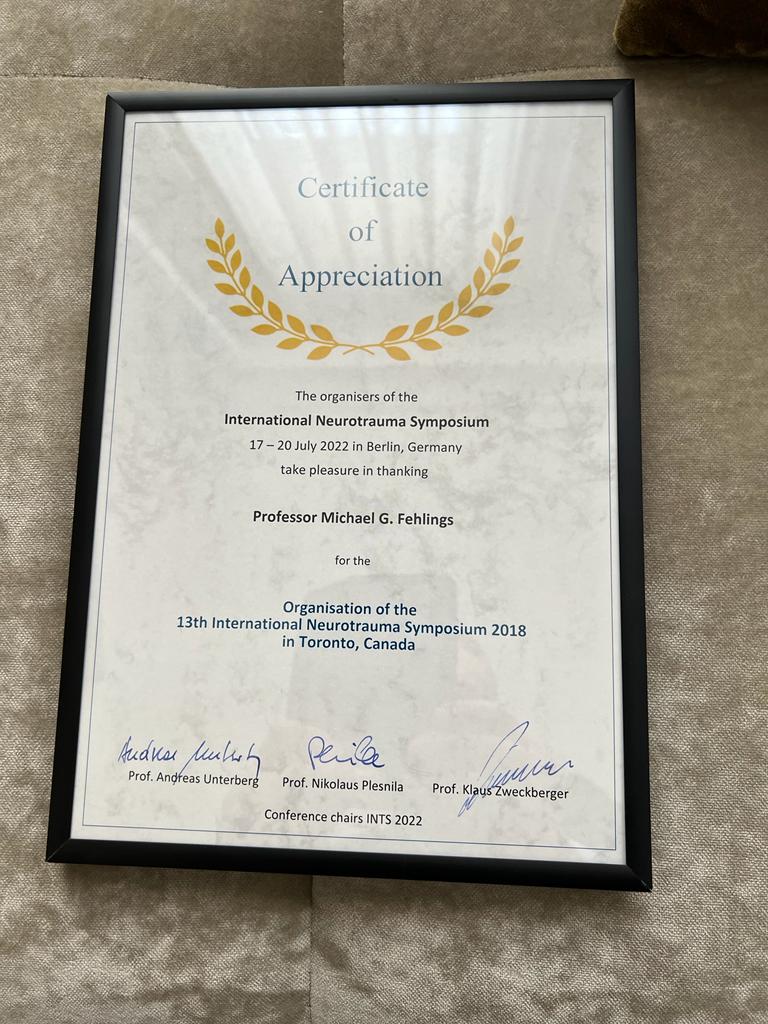 Certificate
of
Appreciation
The organisers of the
International Neurotrauma Symposium
17 – 20 July 2022 in Berlin, Germany
take pleasure in thanking
Professor Michael G. Fehlings
for the
Organisation of the
13th International Neurotrauma Symposium 2018
in Toronto, Canada
Prof. Andreas Unterberg Prof. Nikolaus Plesnila Prof. Klaus Zweckberger
Conference chairs INTS 2022